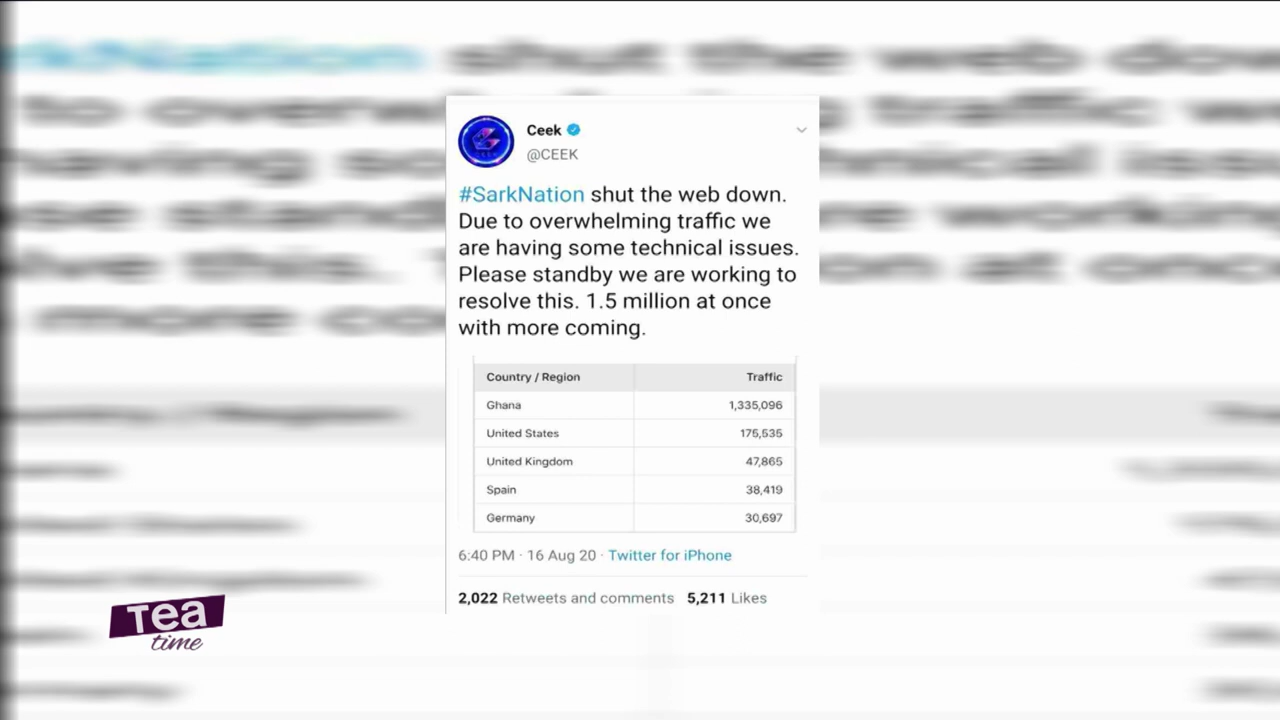 Ceek
@CEEK
#SarkNation shut the web down.
Due to overwhelming traffic we
are having some technical issues.
Please standby we are working to
resolve this. 1.5 million at once
with more coming.
Country / Region Traffic
Ghana 1,335,096
United States 175,535
United Kingdom 47,865
Spain 38,419
Germany 30,697
6:40 PM · 16 Aug 20 · Twitter for iPhone
2,022 Retweets and comments 5,211 Likes
Tea
time